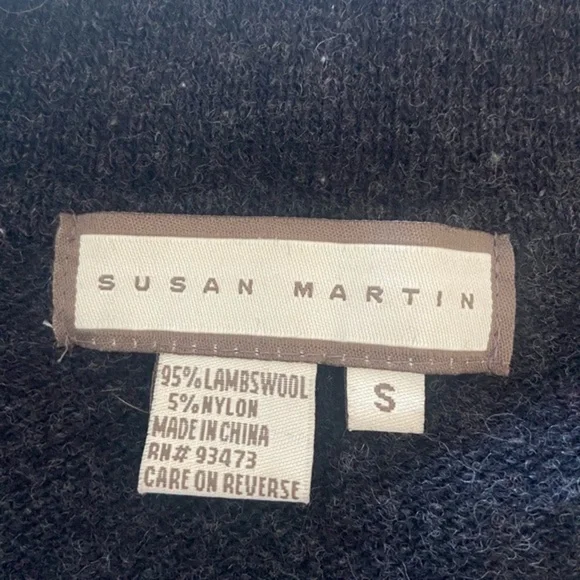 SUSAN MARTIN
95% LAMBSWOOL
5% NYLON
MADE IN CHINA
RN# 93473
CARE ON REVERSE
S